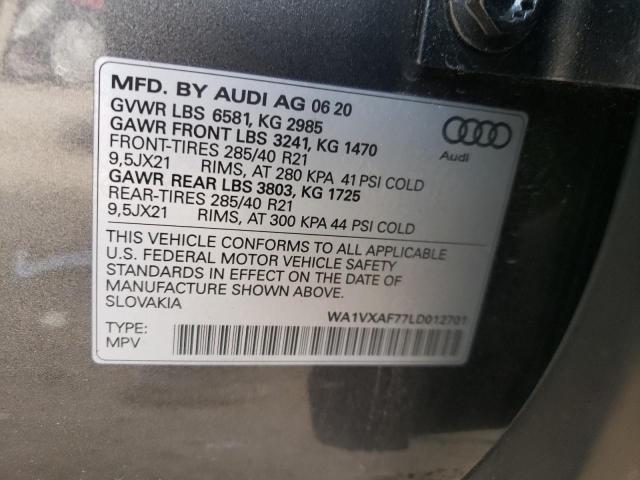 MFD. BY AUDI AG 06 20
GVWR LBS 6581, KG 2985
GAWR FRONT LBS 3241, KG 1470
FRONT-TIRES 285/40 R21
9,5JX21 RIMS, AT 280 KPA 41 PSI COLD
GAWR REAR LBS 3803, KG 1725
REAR-TIRES 285/40 R21
9,5JX21 RIMS, AT 300 KPA 44 PSI COLD
Audi
THIS VEHICLE CONFORMS TO ALL APPLICABLE
U.S. FEDERAL MOTOR VEHICLE SAFETY
STANDARDS IN EFFECT ON THE DATE OF
MANUFACTURE SHOWN ABOVE.
SLOVAKIA
WA1VXAF77LD012701
TYPE:
MPV